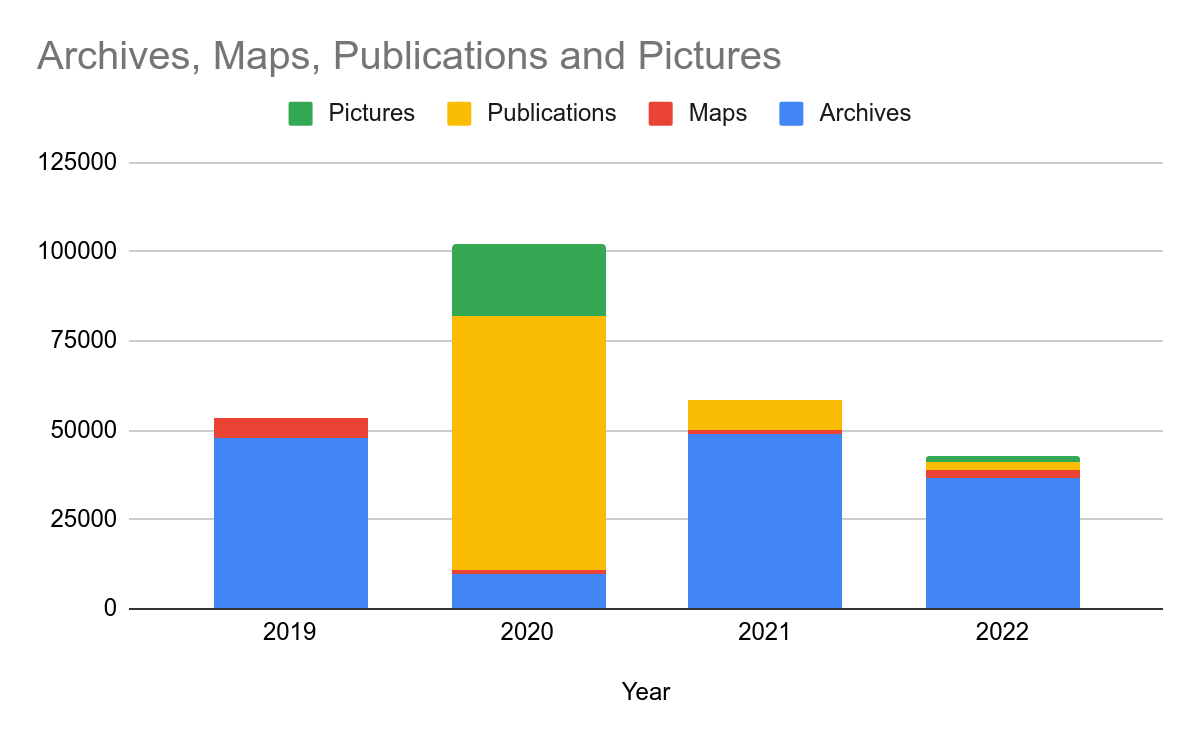 Archives, Maps, Publications and Pictures
Pictures Publications Maps Archives
125000
100000
75000
50000
25000
0
2019 2020 2021 2022
Year